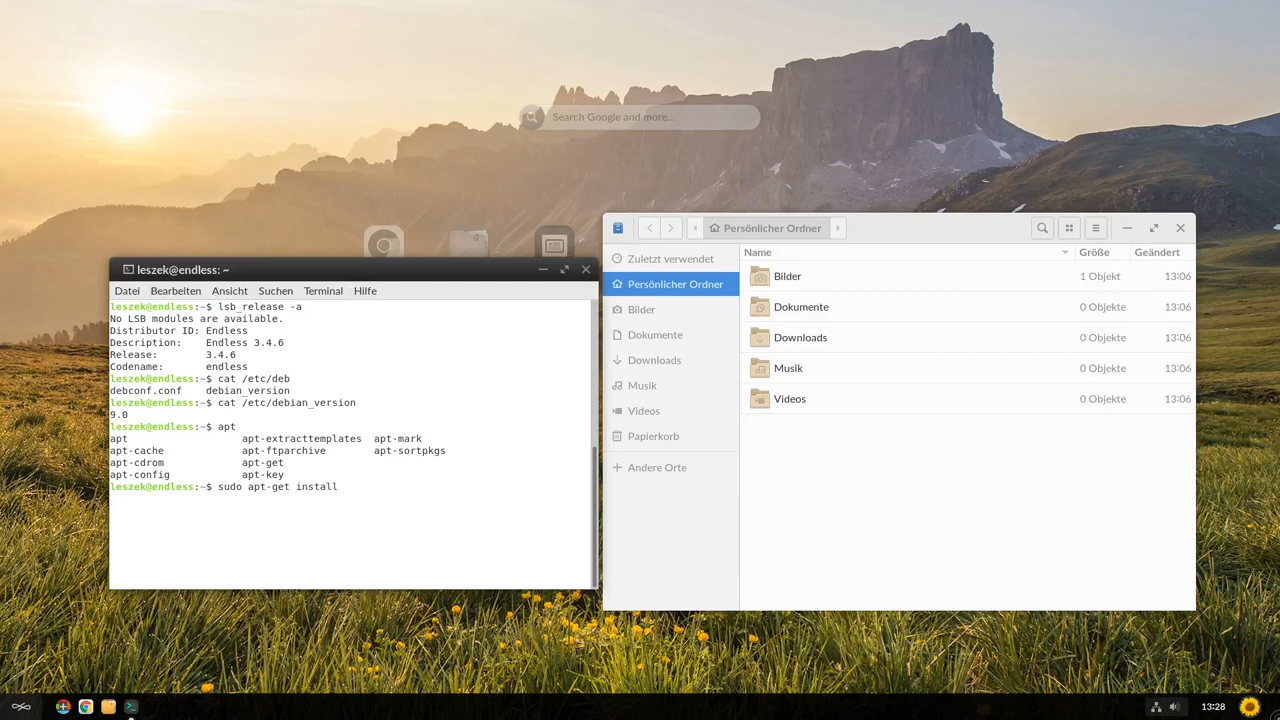 Search Google and more...
leszek@endless: ~
Datei Bearbeiten Ansicht Suchen Terminal Hilfe
leszek@endless:~$ lsb_release -a
No LSB modules are available.
Distributor ID: Endless
Description: Endless 3.4.6
Release: 3.4.6
Codename: endless
leszek@endless:~$ cat /etc/deb
debconf.conf debian_version
leszek@endless:~$ cat /etc/debian_version
9.0
leszek@endless:~$ apt
apt apt-extracttemplates apt-mark
apt-cache apt-ftparchive apt-sortpkgs
apt-cdrom apt-get
apt-config apt-key
leszek@endless:~$ sudo apt-get install
Persönlicher Ordner
Zuletzt verwendet
Persönlicher Ordner
Bilder
Dokumente
Downloads
Musik
Videos
Papierkorb
Andere Orte
Name Größe Geändert
Bilder 1 Objekt 13:06
Dokumente 0 Objekte 13:06
Downloads 0 Objekte 13:06
Musik 0 Objekte 13:06
Videos 0 Objekte 13:06
13:28